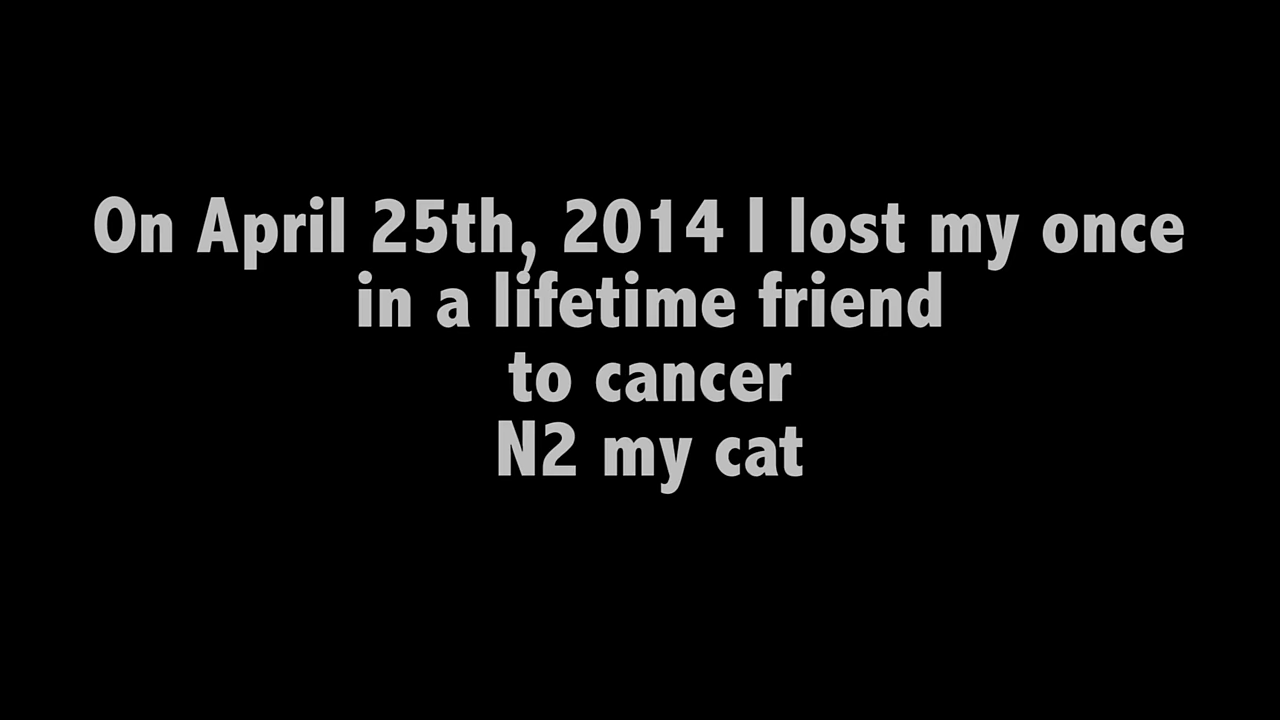 On April 25th, 2014 I lost my once
in a lifetime friend
to cancer
N2 my cat